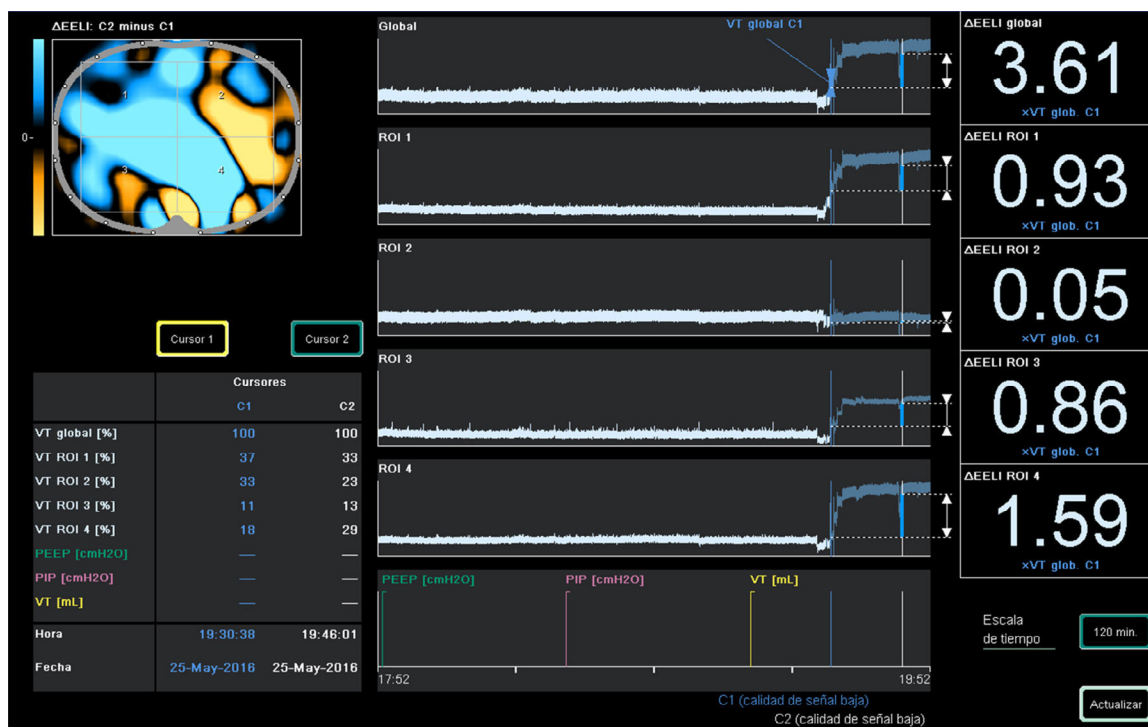 ΔEELI: C2 minus C1
0-
1
2
3
4
Cursor 1
Cursor 2
Cursores
C1
C2
VT global [%]
100
100
VT ROI 1 [%]
37
33
VT ROI 2 [%]
33
23
VT ROI 3 [%]
11
13
VT ROI 4 [%]
18
29
PEEP [cmH2O]
—
—
PIP [cmH2O]
—
—
VT [mL]
—
—
Hora
19:30:38
19:46:01
Fecha
25-May-2016
25-May-2016
Global
VT global C1
ROI 1
ROI 2
ROI 3
ROI 4
PEEP [cmH2O]
PIP [cmH2O]
VT [mL]
17:52
19:52
C1 (calidad de señal baja)
C2 (calidad de señal baja)
ΔEELI global
3.61
×VT glob. C1
ΔEELI ROI 1
0.93
×VT glob. C1
ΔEELI ROI 2
0.05
×VT glob. C1
ΔEELI ROI 3
0.86
×VT glob. C1
ΔEELI ROI 4
1.59
×VT glob. C1
Escala
de tiempo
120 min.
Actualizar